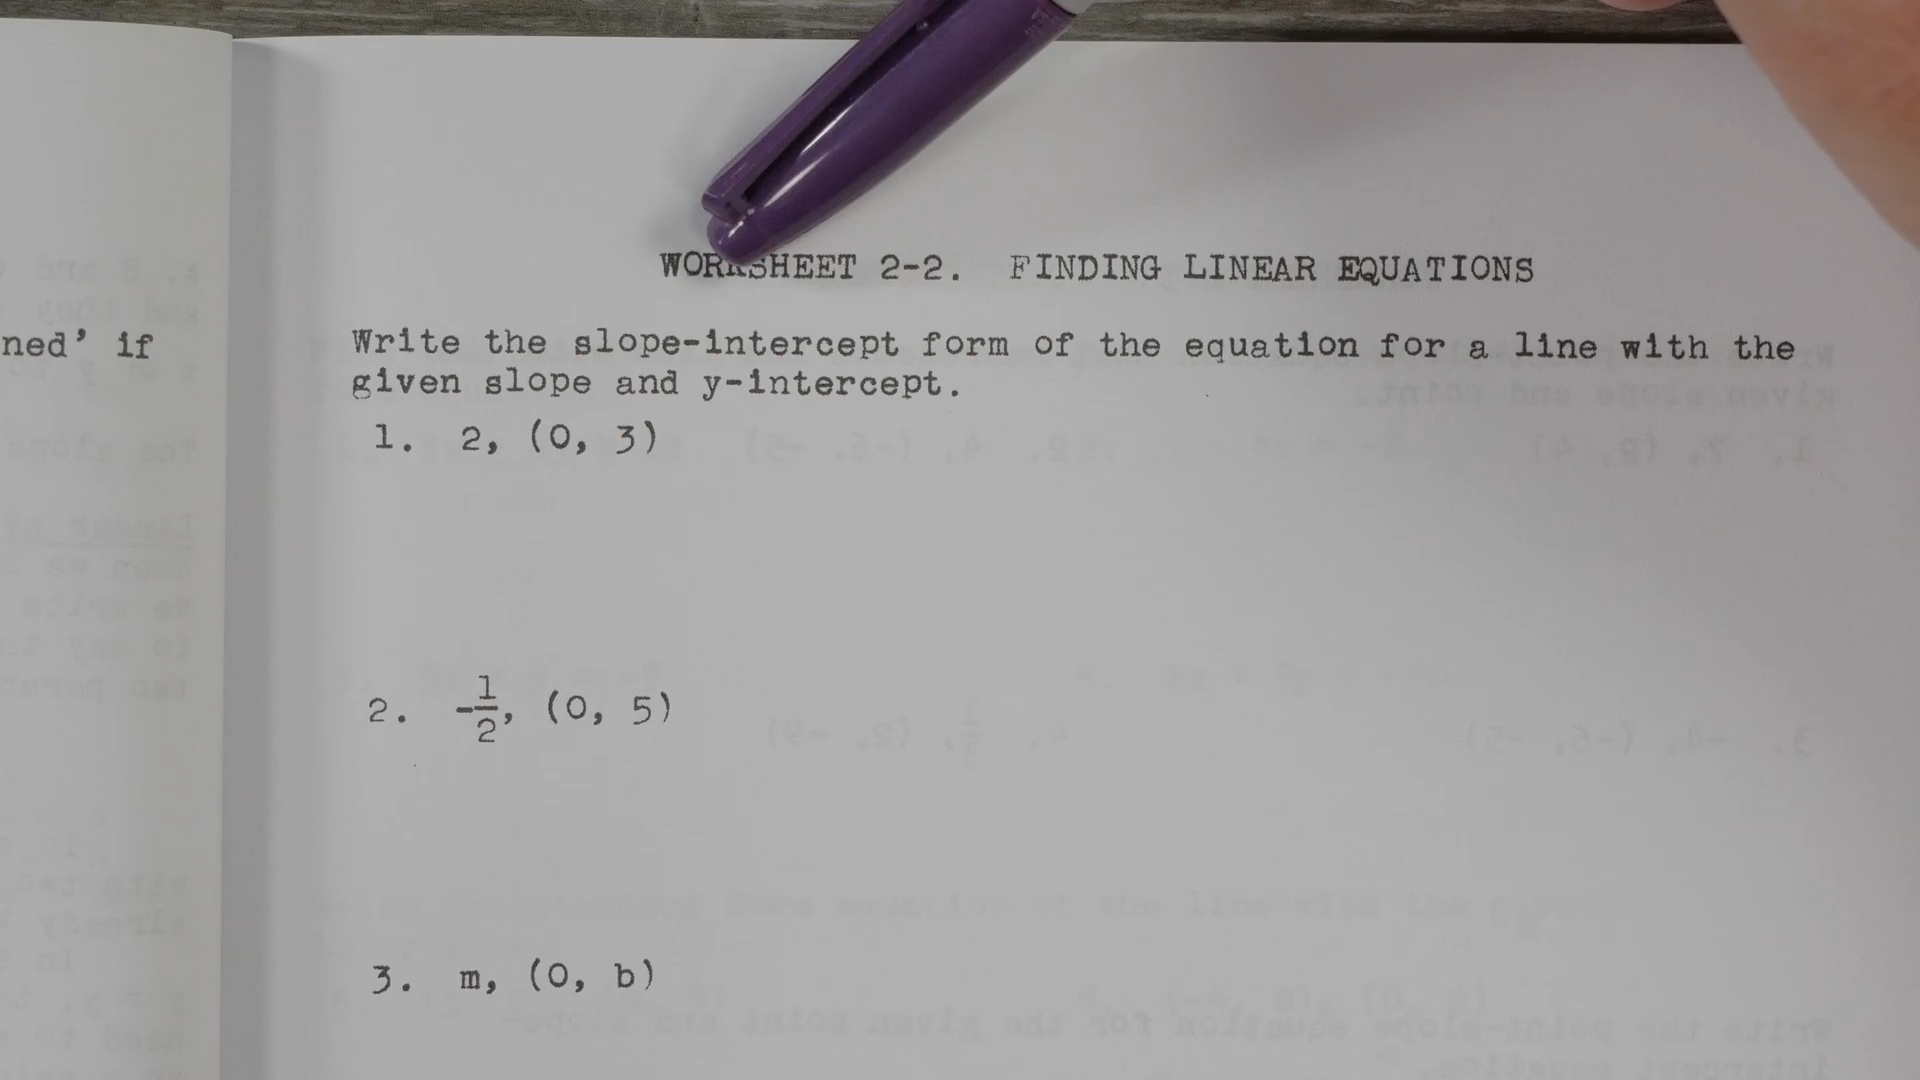 ned’ if
WORKSHEET 2-2. FINDING LINEAR EQUATIONS
Write the slope-intercept form of the equation for a line with the
given slope and y-intercept.
1. 2, (0, 3)
2. -1/2, (0, 5)
3. m, (0, b)